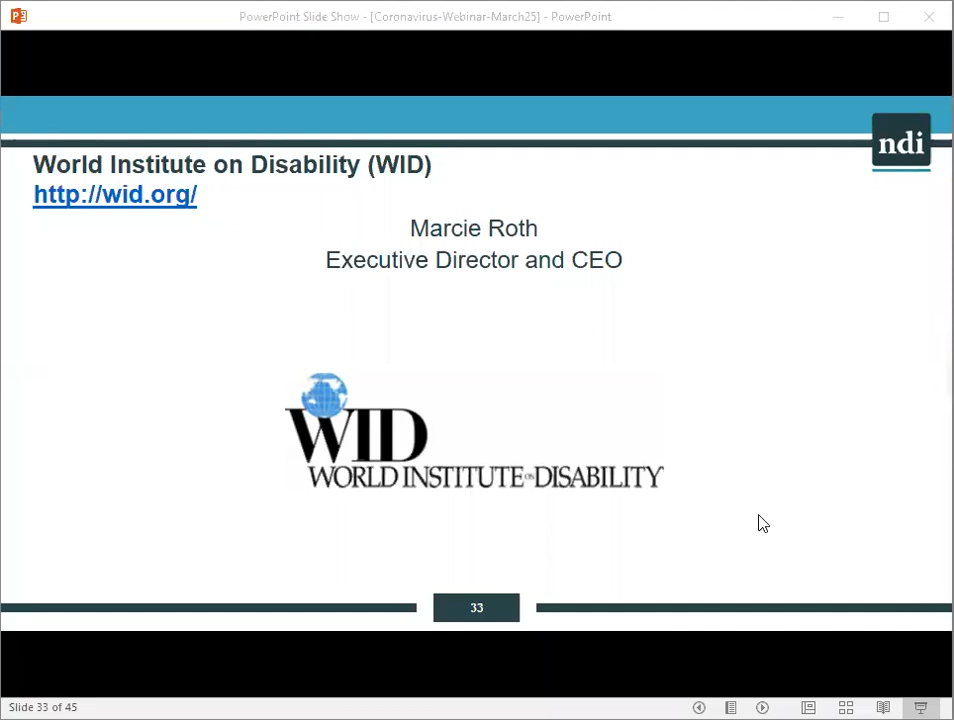 PowerPoint Slide Show - [Coronavirus-Webinar-March25] - PowerPoint
ndi
World Institute on Disability (WID)
http://wid.org/
Marcie Roth
Executive Director and CEO
WID
WORLD INSTITUTE ON DISABILITY
33
Slide 33 of 45